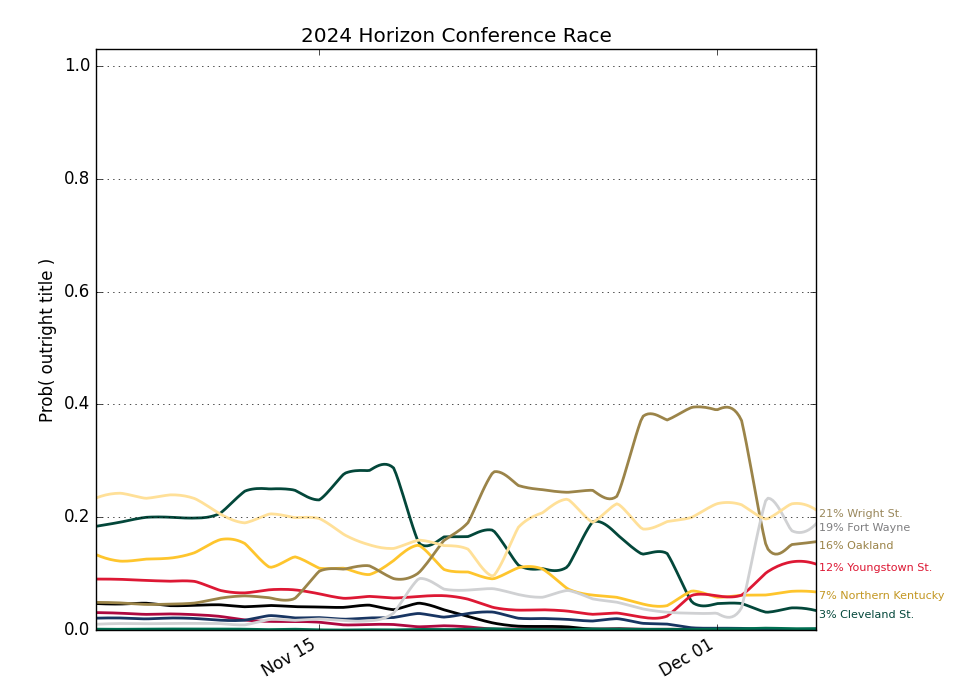 2024 Horizon Conference Race
Prob( outright title )
1.0
0.8
0.6
0.4
0.2
0.0
Nov 15
Dec 01
21% Wright St.
19% Fort Wayne
16% Oakland
12% Youngstown St.
7% Northern Kentucky
3% Cleveland St.